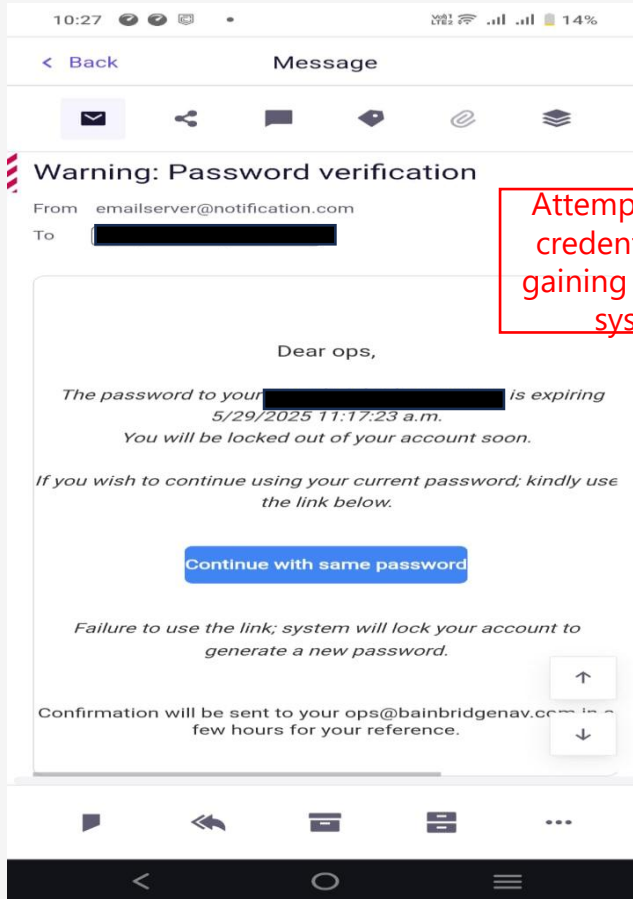 10:27
14%
< Back
Message
Warning: Password verification
From emailserver@notification.com
To
Dear ops,
The password to your is expiring
5/29/2025 11:17:23 a.m.
You will be locked out of your account soon.
If you wish to continue using your current password; kindly use
the link below.
Continue with same password
Failure to use the link; system will lock your account to
generate a new password.
Confirmation will be sent to your ops@bainbridgenav.com in a
few hours for your reference.
gaining